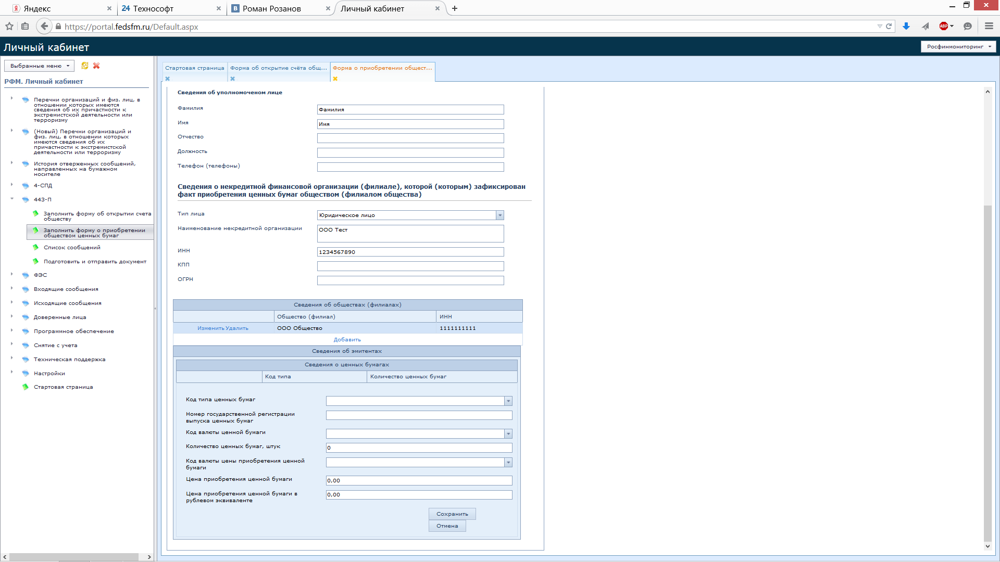 Яндекс
24 Техносoфт
Роман Розанов
Личный кабинет
https://portal.fedsfm.ru/Default.aspx
ABP
Личный кабинет
Росфинмониторинг
Выбранные меню
РФМ. Личный кабинет
Перечни организаций и физ. лиц, в
отношении которых имеются
сведения об их причастности к
экстремистской деятельности или
терроризму
(Новый) Перечни организаций и
физ. лиц, в отношении которых
имеются сведения об их
причастности к экстремистской
деятельности или терроризму
История отверженных сообщений,
направленных на бумажном
носителе
4-СПД
443-П
Заполнить форму об открытии счета
обществу
Заполнить форму о приобретении
обществом ценных бумаг
Список сообщений
Подготовить и отправить документ
ФЭС
Входящие сообщения
Исходящие сообщения
Доверенные лица
Программное обеспечение
Снятие с учета
Техническая поддержка
Настройки
Стартовая страница
Стартовая страница
Форма об открытие счёта общ...
Форма о приобретении общест...
Сведения об уполномоченом лице
Фамилия Фамилия
Имя Имя
Отчество
Должность
Телефон (телефоны)
Сведения о некредитной финансовой организации (филиале), которой (которым) зафиксирован
факт приобретения ценных бумаг обществом (филиалом общества)
Тип лица Юридическое лицо
Наименование некредитной организации ООО Тест
ИНН 1234567890
КПП
ОГРН
Сведения об обществах (филиалах)
Общество (филиал) ИНН
Изменить Удалить ООО Общество 1111111111
Добавить
Сведения об эмитентах
Сведения о ценных бумагах
Код типа Количество ценных бумаг
Код типа ценных бумаг
Номер государственной регистрации
выпуска ценных бумаг
Код валюты ценной бумаги
Количество ценных бумаг, штук 0
Код валюты цены приобретения ценной
бумаги
Цена приобретения ценной бумаги 0,00
Цена приобретения ценной бумаги в
рублевом эквиваленте 0,00
Сохранить
Отмена